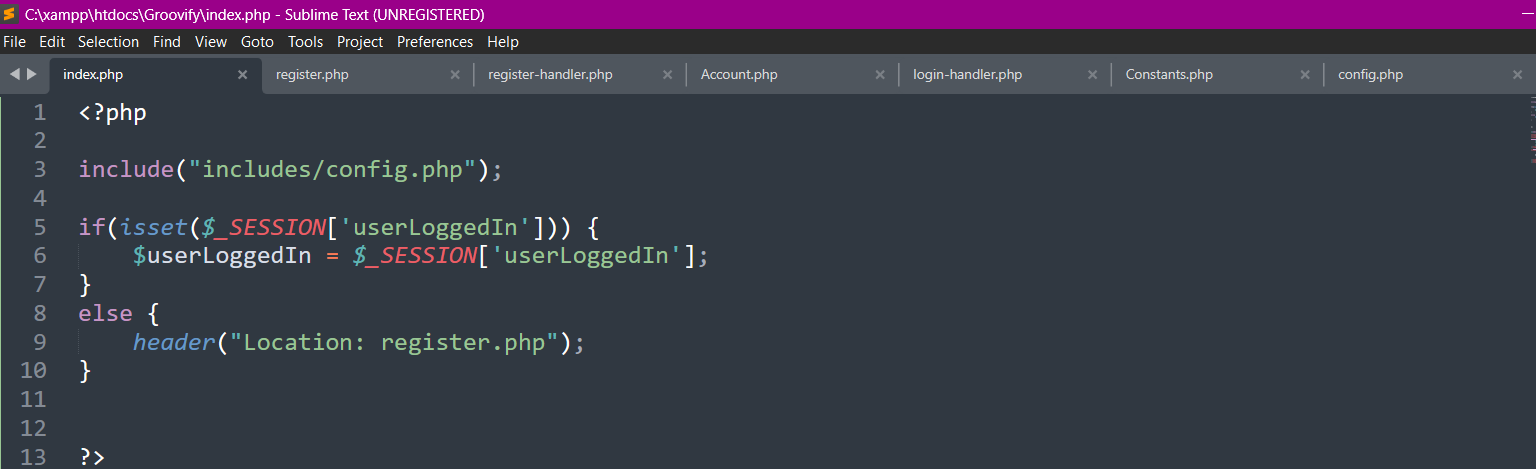 C:\xampp\htdocs\Groovify\index.php - Sublime Text (UNREGISTERED)
File Edit Selection Find View Goto Tools Project Preferences Help
index.php register.php register-handler.php Account.php login-handler.php Constants.php config.php
1 <?php
2
3 include("includes/config.php");
4
5 if(isset($_SESSION['userLoggedIn'])) {
6     $userLoggedIn = $_SESSION['userLoggedIn'];
7 }
8 else {
9     header("Location: register.php");
10 }
11
12
13 ?>